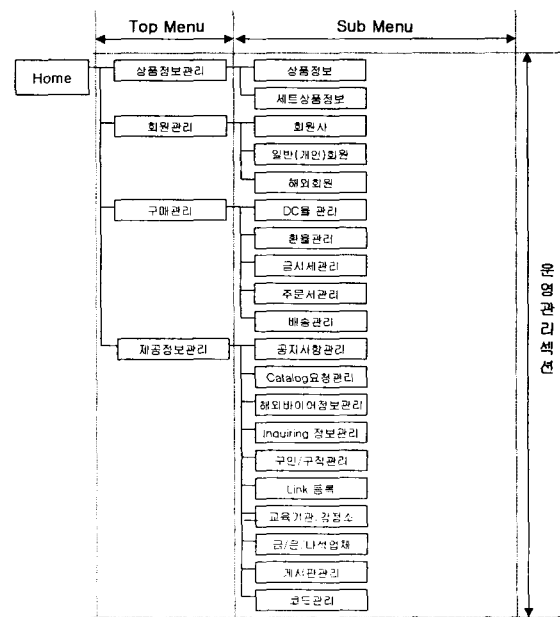 Top Menu
Sub Menu
Home
상품정보관리
상품정보
세트상품정보
회원관리
회원사
일반(개인)회원
해외회원
구매관리
DC률 관리
환율관리
금시세관리
주문서관리
배송관리
제공정보관리
공지사항관리
Catalog요청관리
해외바이어정보관리
Inquiring 정보관리
구인/구직관리
Link 등록
교육기관.감정소
금/은.나석업체
게시판관리
코드관리
운영관리섹션